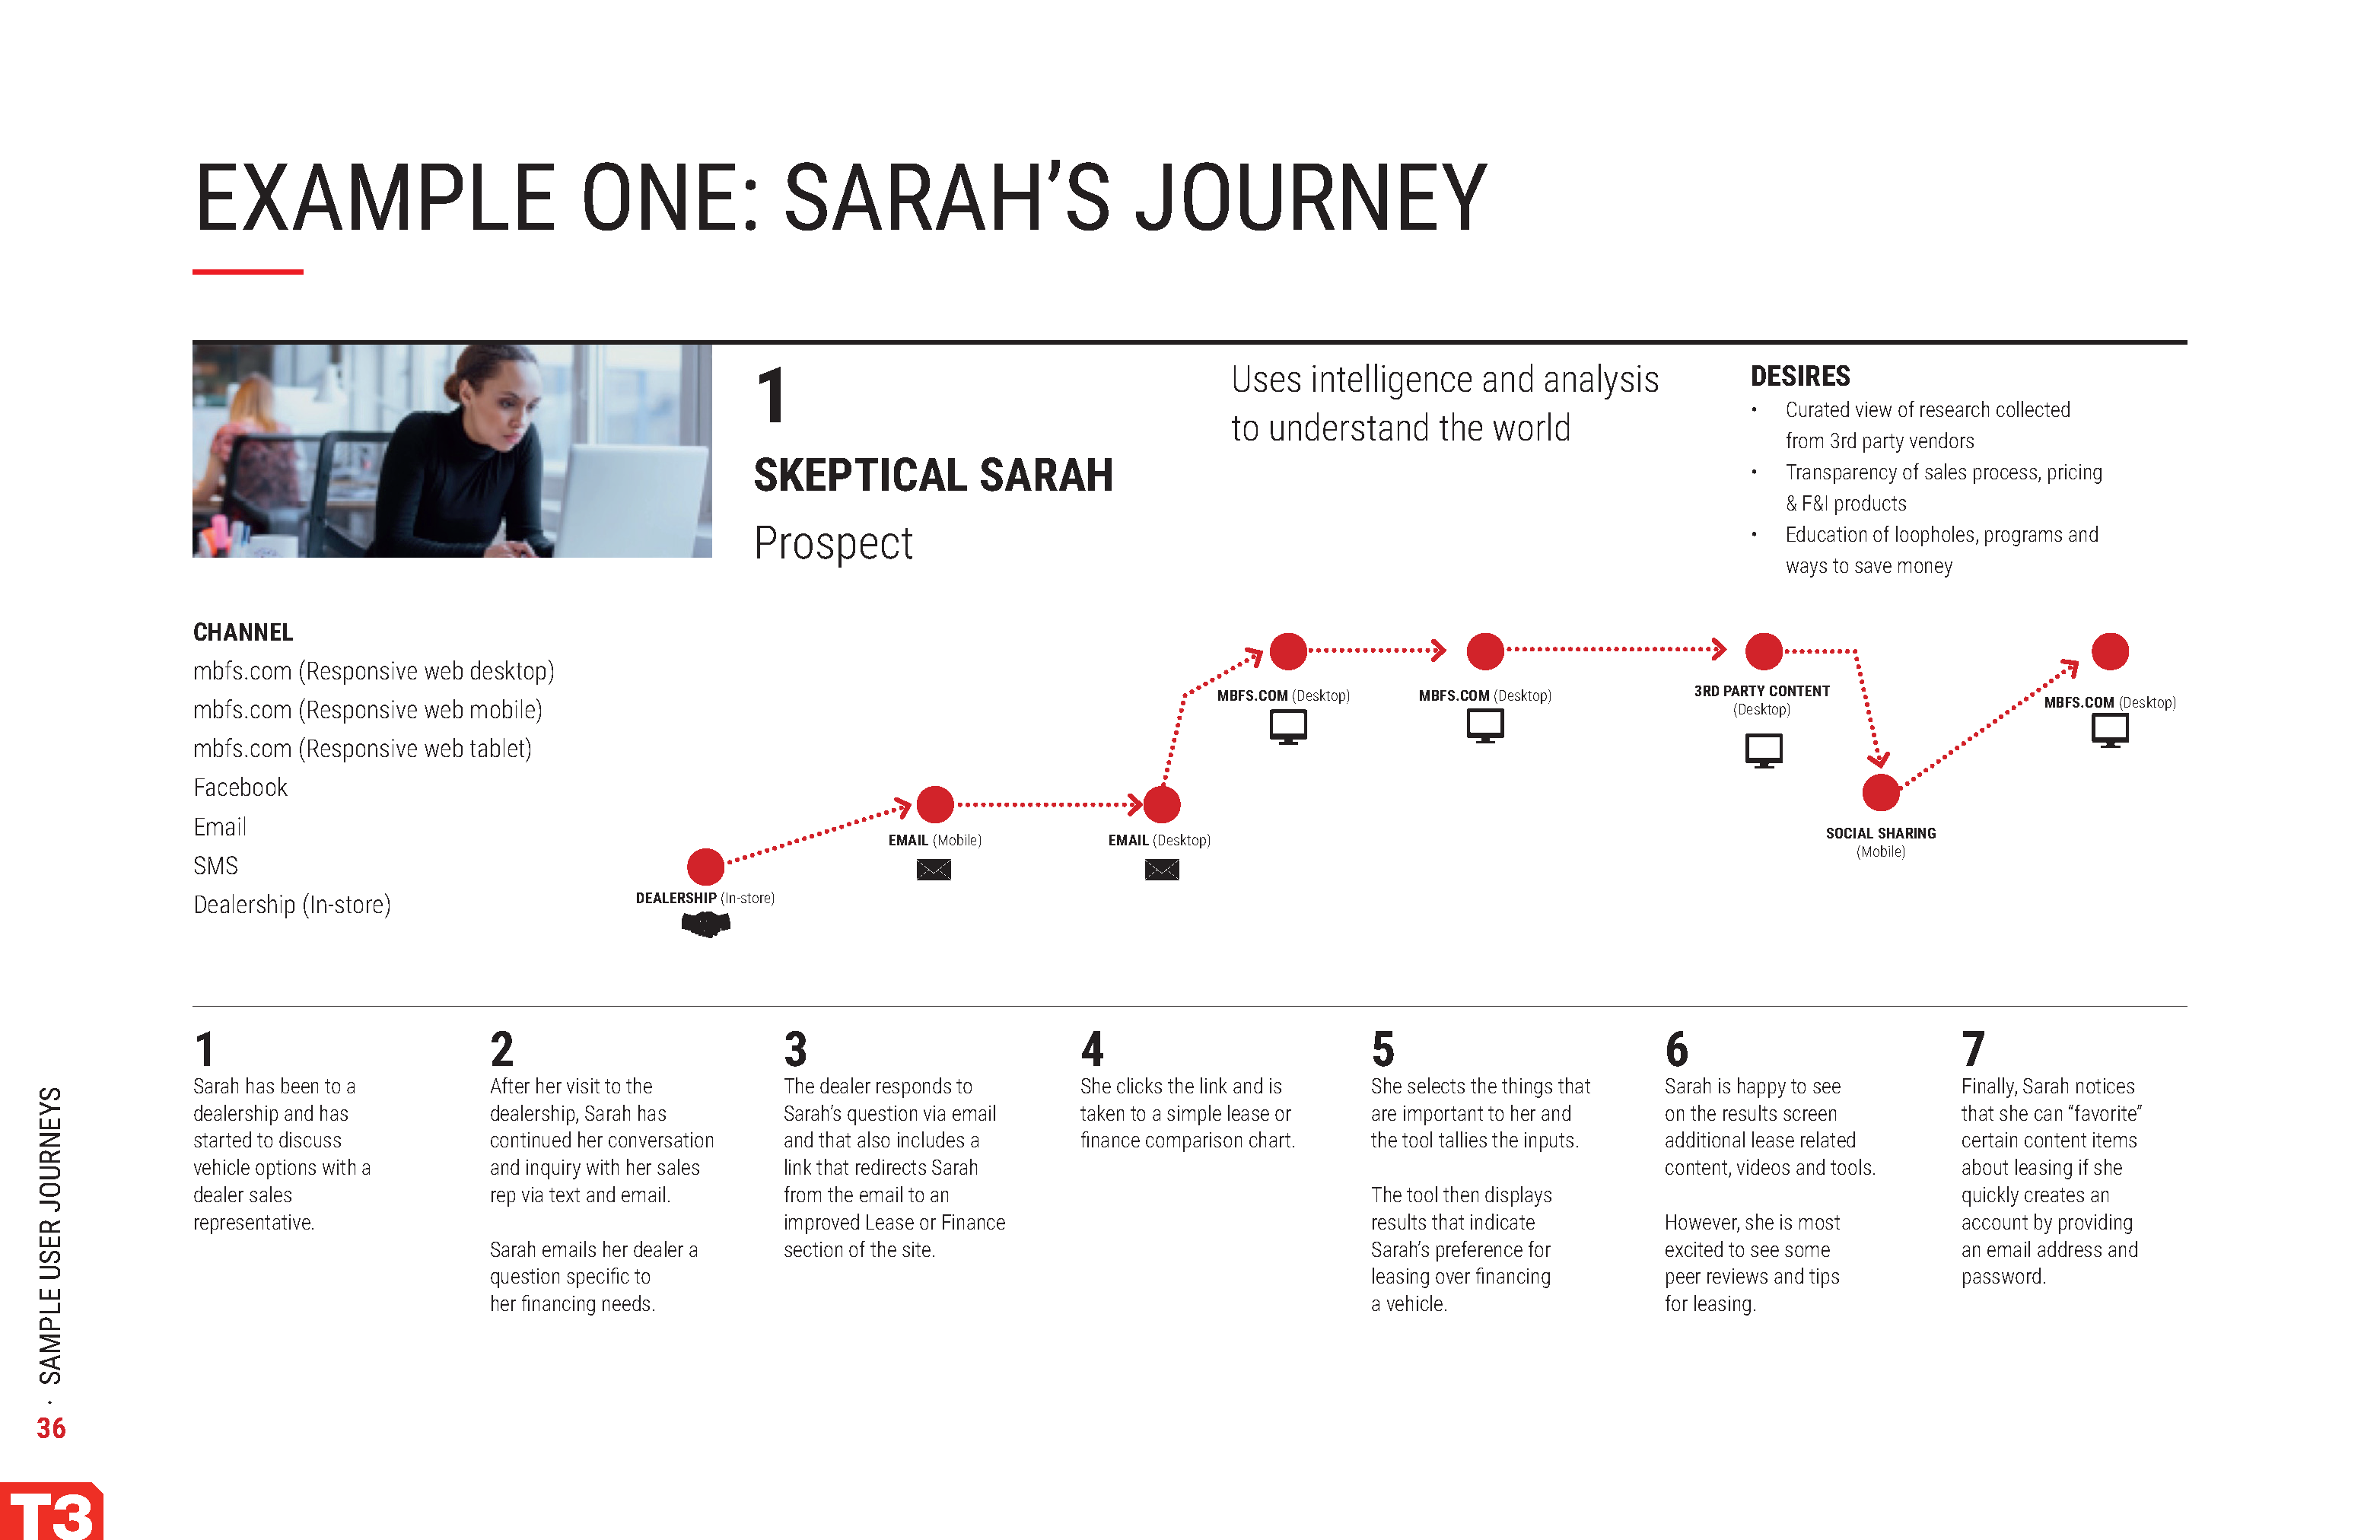 EXAMPLE ONE: SARAH’S JOURNEY
1
SKEPTICAL SARAH
Prospect
Uses intelligence and analysis
to understand the world
DESIRES
• Curated view of research collected
from 3rd party vendors
• Transparency of sales process, pricing
& F&I products
• Education of loopholes, programs and
ways to save money
CHANNEL
mbfs.com (Responsive web desktop)
mbfs.com (Responsive web mobile)
mbfs.com (Responsive web tablet)
Facebook
Email
SMS
Dealership (In-store)
DEALERSHIP (In-store)
EMAIL (Mobile)
EMAIL (Desktop)
MBFS.COM (Desktop)
MBFS.COM (Desktop)
3RD PARTY CONTENT
(Desktop)
SOCIAL SHARING
(Mobile)
MBFS.COM (Desktop)
1
Sarah has been to a
dealership and has
started to discuss
vehicle options with a
dealer sales
representative.
2
After her visit to the
dealership, Sarah has
continued her conversation
and inquiry with her sales
rep via text and email.
Sarah emails her dealer a
question specific to
her financing needs.
3
The dealer responds to
Sarah’s question via email
and that also includes a
link that redirects Sarah
from the email to an
improved Lease or Finance
section of the site.
4
She clicks the link and is
taken to a simple lease or
finance comparison chart.
5
She selects the things that
are important to her and
the tool tallies the inputs.
The tool then displays
results that indicate
Sarah’s preference for
leasing over financing
a vehicle.
6
Sarah is happy to see
on the results screen
additional lease related
content, videos and tools.
However, she is most
excited to see some
peer reviews and tips
for leasing.
7
Finally, Sarah notices
that she can “favorite”
certain content items
about leasing if she
quickly creates an
account by providing
an email address and
password.
36 · SAMPLE USER JOURNEYS
T3